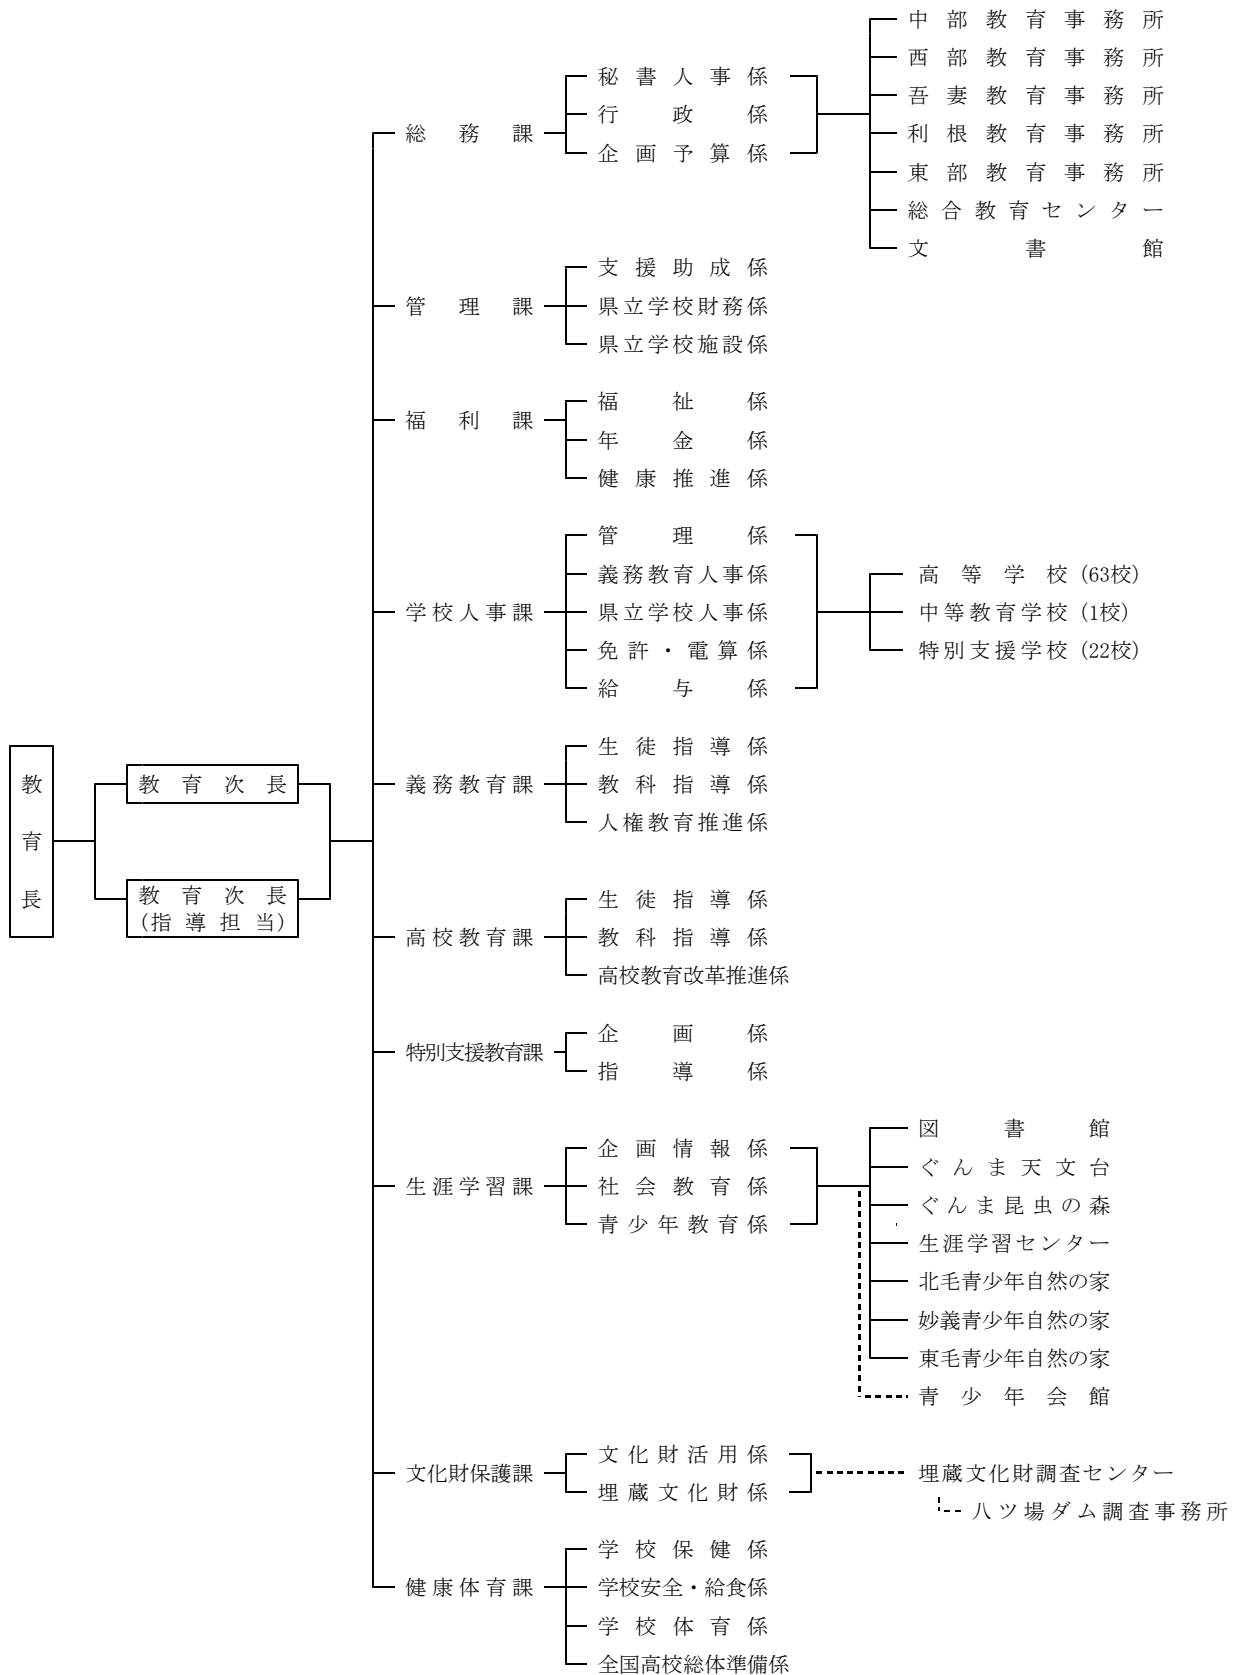 教育長
教育次長
教育次長
(指導担当)
総務課
秘書人事係
行政係
企画予算係
中部教育事務所
西部教育事務所
吾妻教育事務所
利根教育事務所
東部教育事務所
総合教育センター
文書館
管理課
支援助成係
県立学校財務係
県立学校施設係
福利課
福祉係
年金係
健康推進係
学校人事課
管理係
義務教育人事係
県立学校人事係
免許・電算係
給与係
高等学校(63校)
中等教育学校(1校)
特別支援学校(22校)
義務教育課
生徒指導係
教科指導係
人権教育推進係
高校教育課
生徒指導係
教科指導係
高校教育改革推進係
特別支援教育課
企画係
指導係
生涯学習課
企画情報係
社会教育係
青少年教育係
図書館
ぐんま天文台
ぐんま昆虫の森
生涯学習センター
北毛青少年自然の家
妙義青少年自然の家
東毛青少年自然の家
青少年会館
文化財保護課
文化財活用係
埋蔵文化財係
埋蔵文化財調査センター
八ツ場ダム調査事務所
健康体育課
学校保健係
学校安全・給食係
学校体育係
全国高校総体準備係